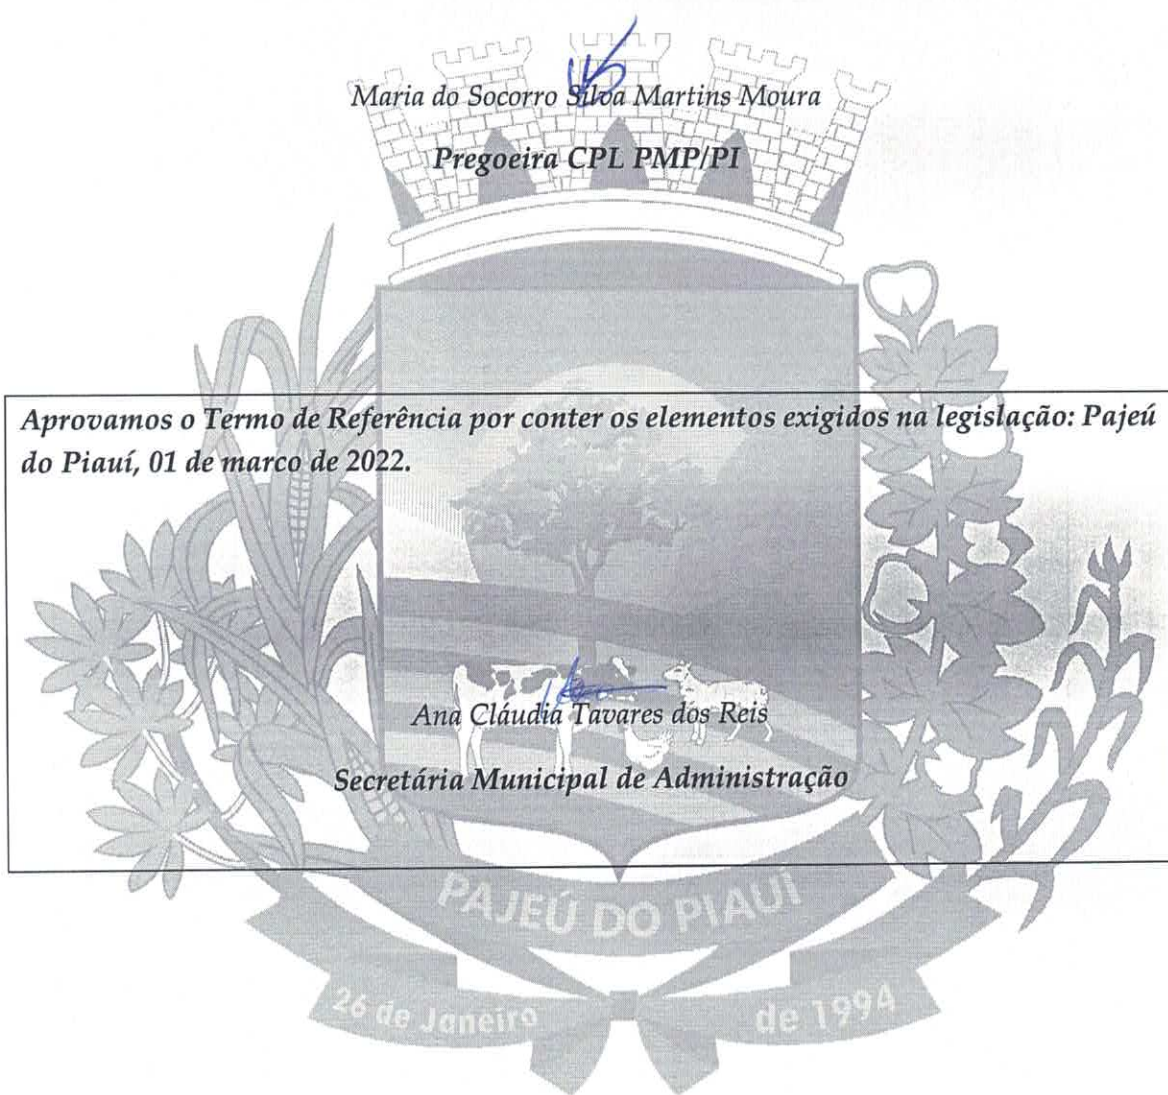 Maria do Socorro Silva Martins Moura
Pregoeira CPL PMP/PI
Aprovamos o Termo de Referência por conter os elementos exigidos na legislação: Pajeú
do Piauí, 01 de marco de 2022.
Ana Cláudia Tavares dos Reis
Secretária Municipal de Administração
PAJEÚ DO PIAUÍ
26 de Janeiro de 1994